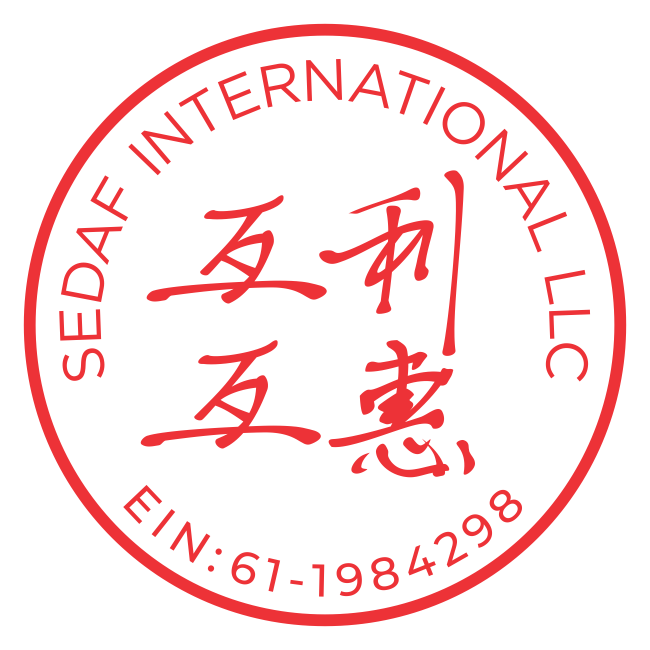 SEDAF INTERNATIONAL LLC
互利
互惠
EIN:61-1984298